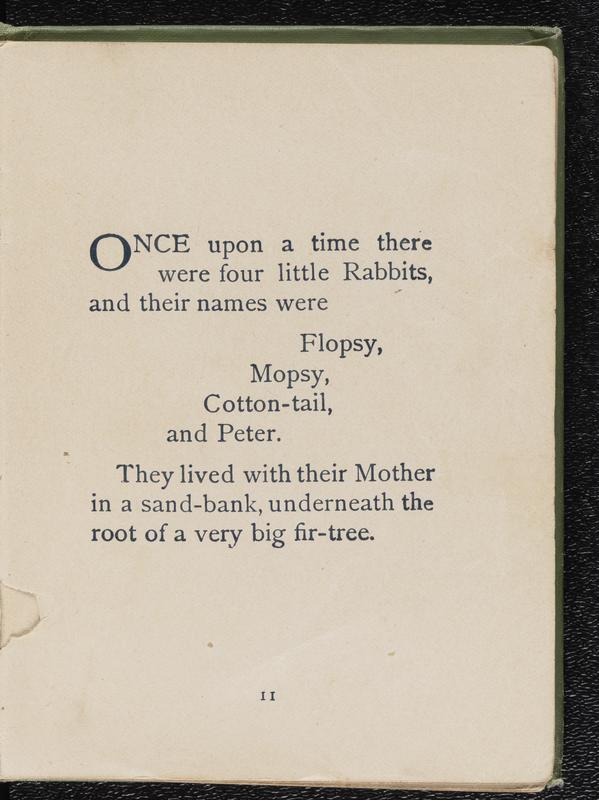 ONCE upon a time there
were four little Rabbits,
and their names were
Flopsy,
Mopsy,
Cotton-tail,
and Peter.
They lived with their Mother
in a sand-bank, underneath the
root of a very big fir-tree.
11